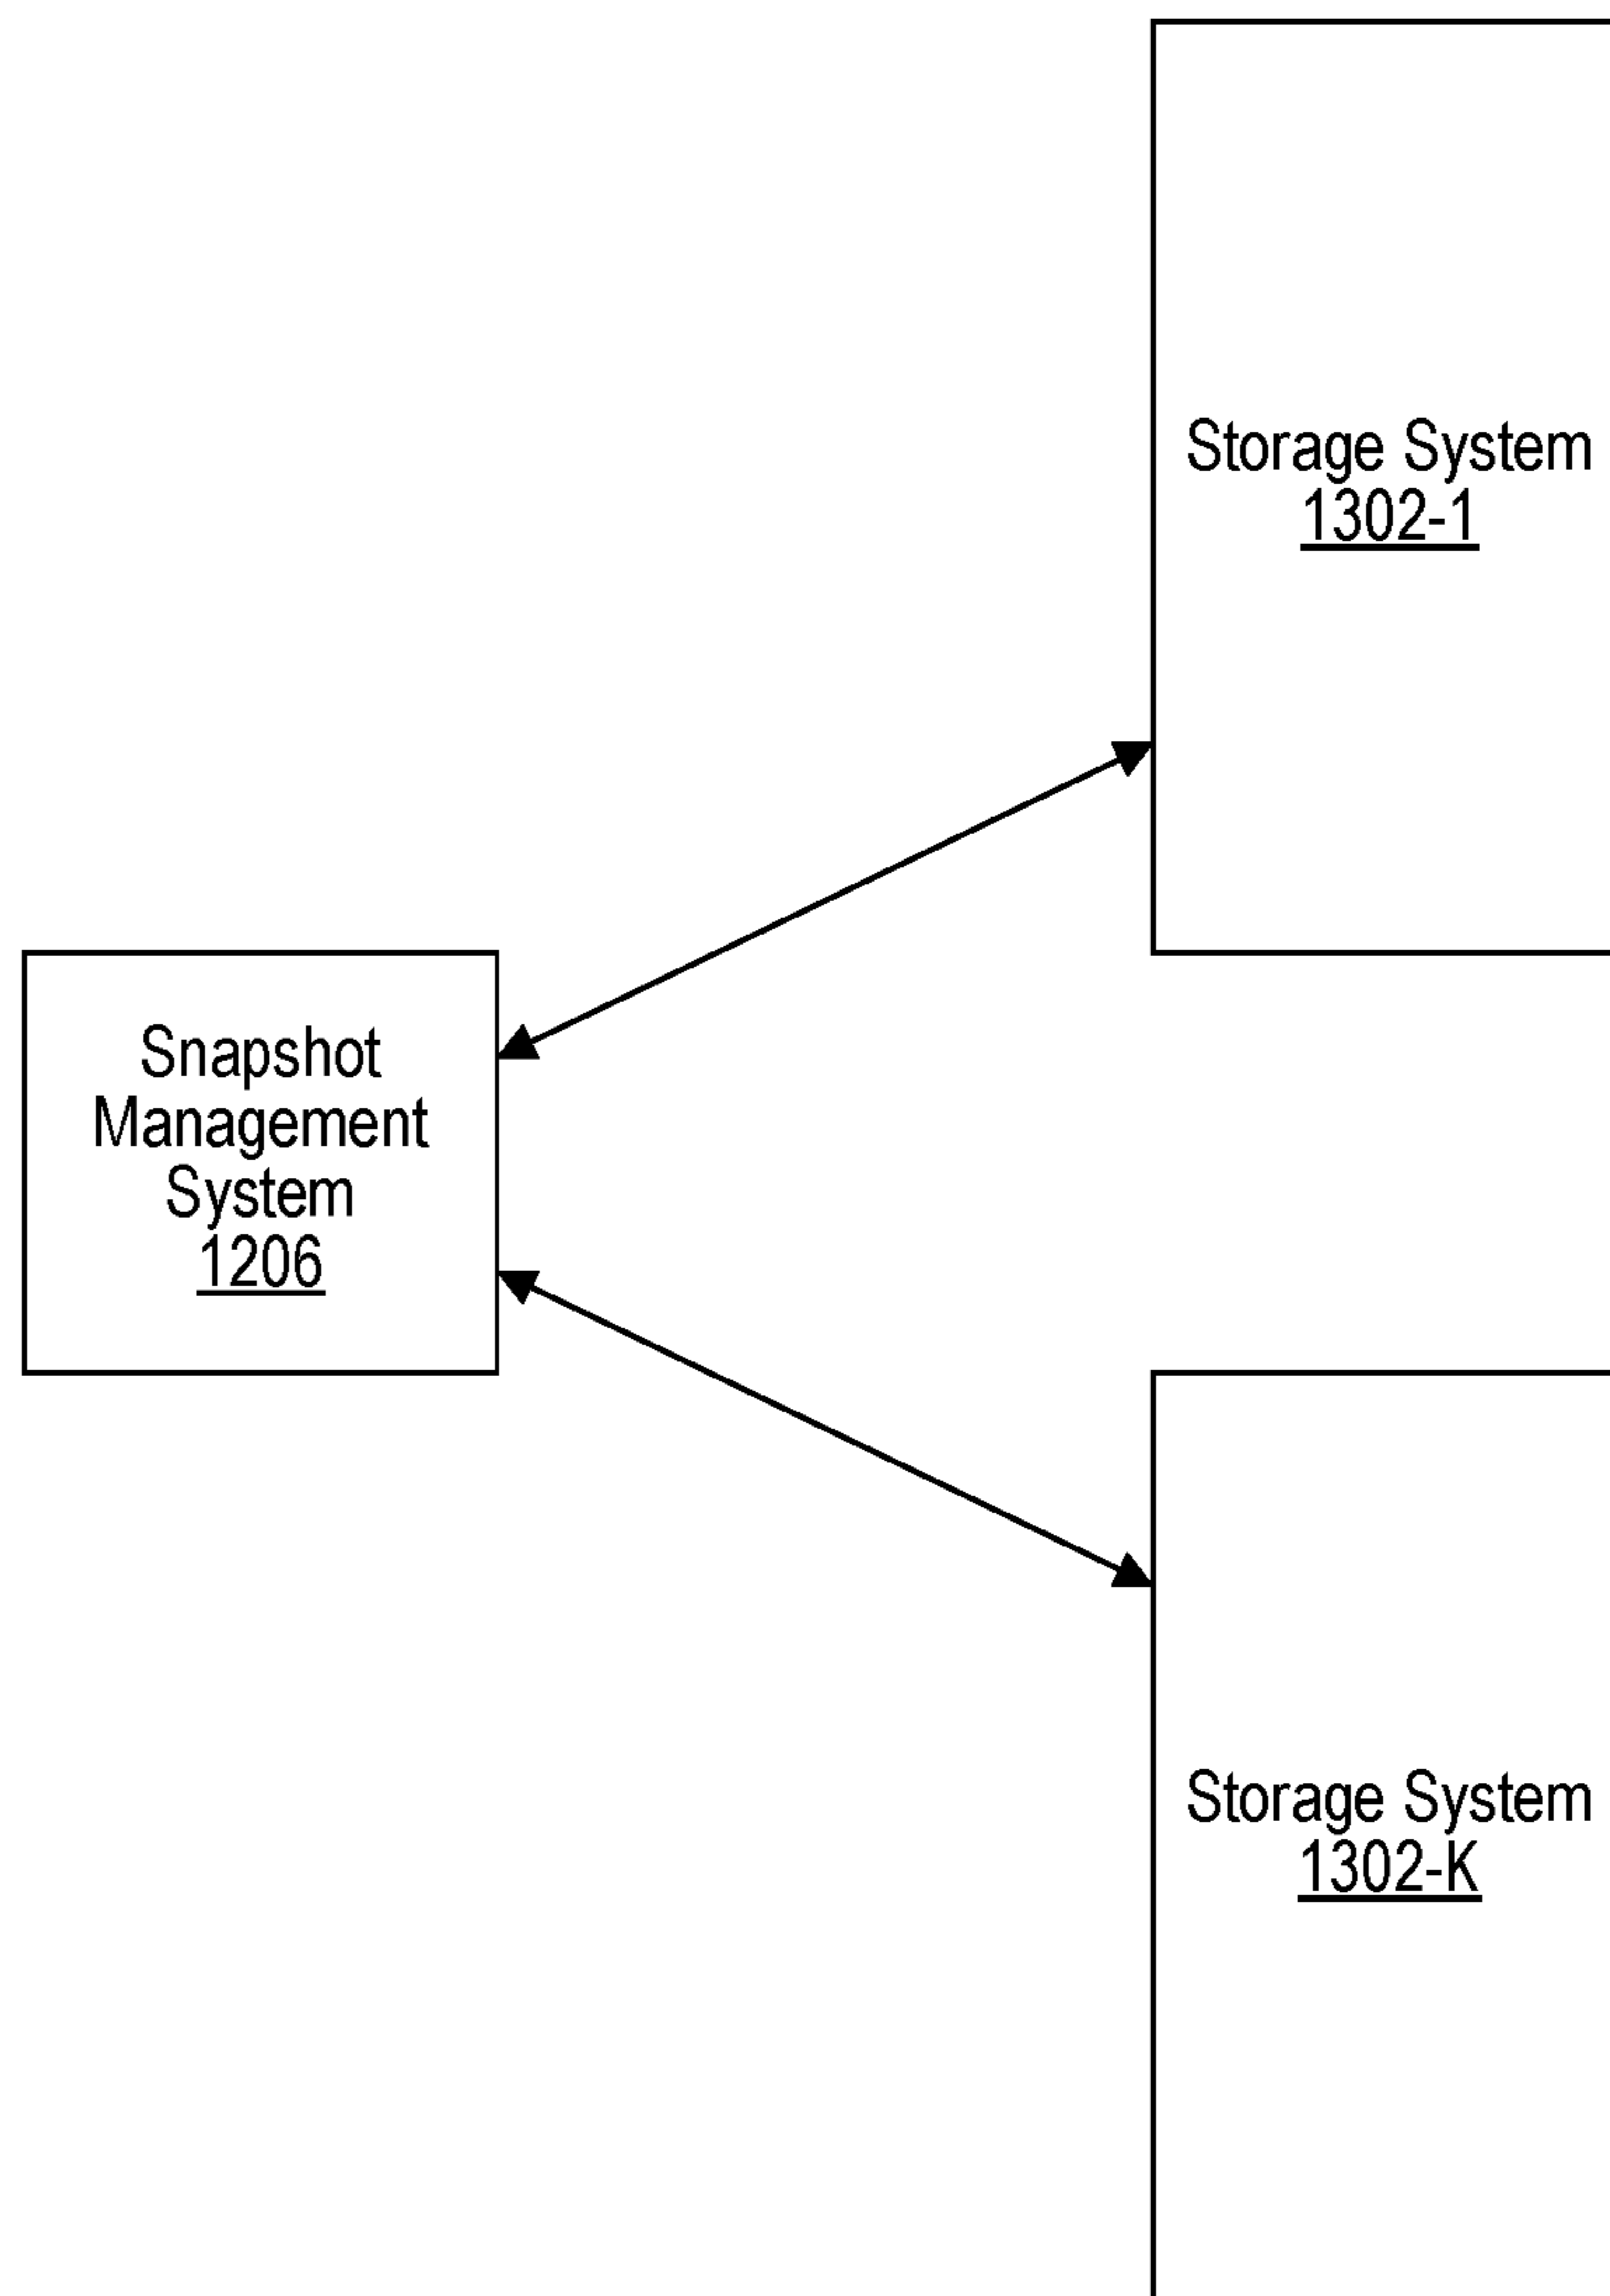 Storage System
1302-1
Snapshot
Management
System
1206
Storage System
1302-K